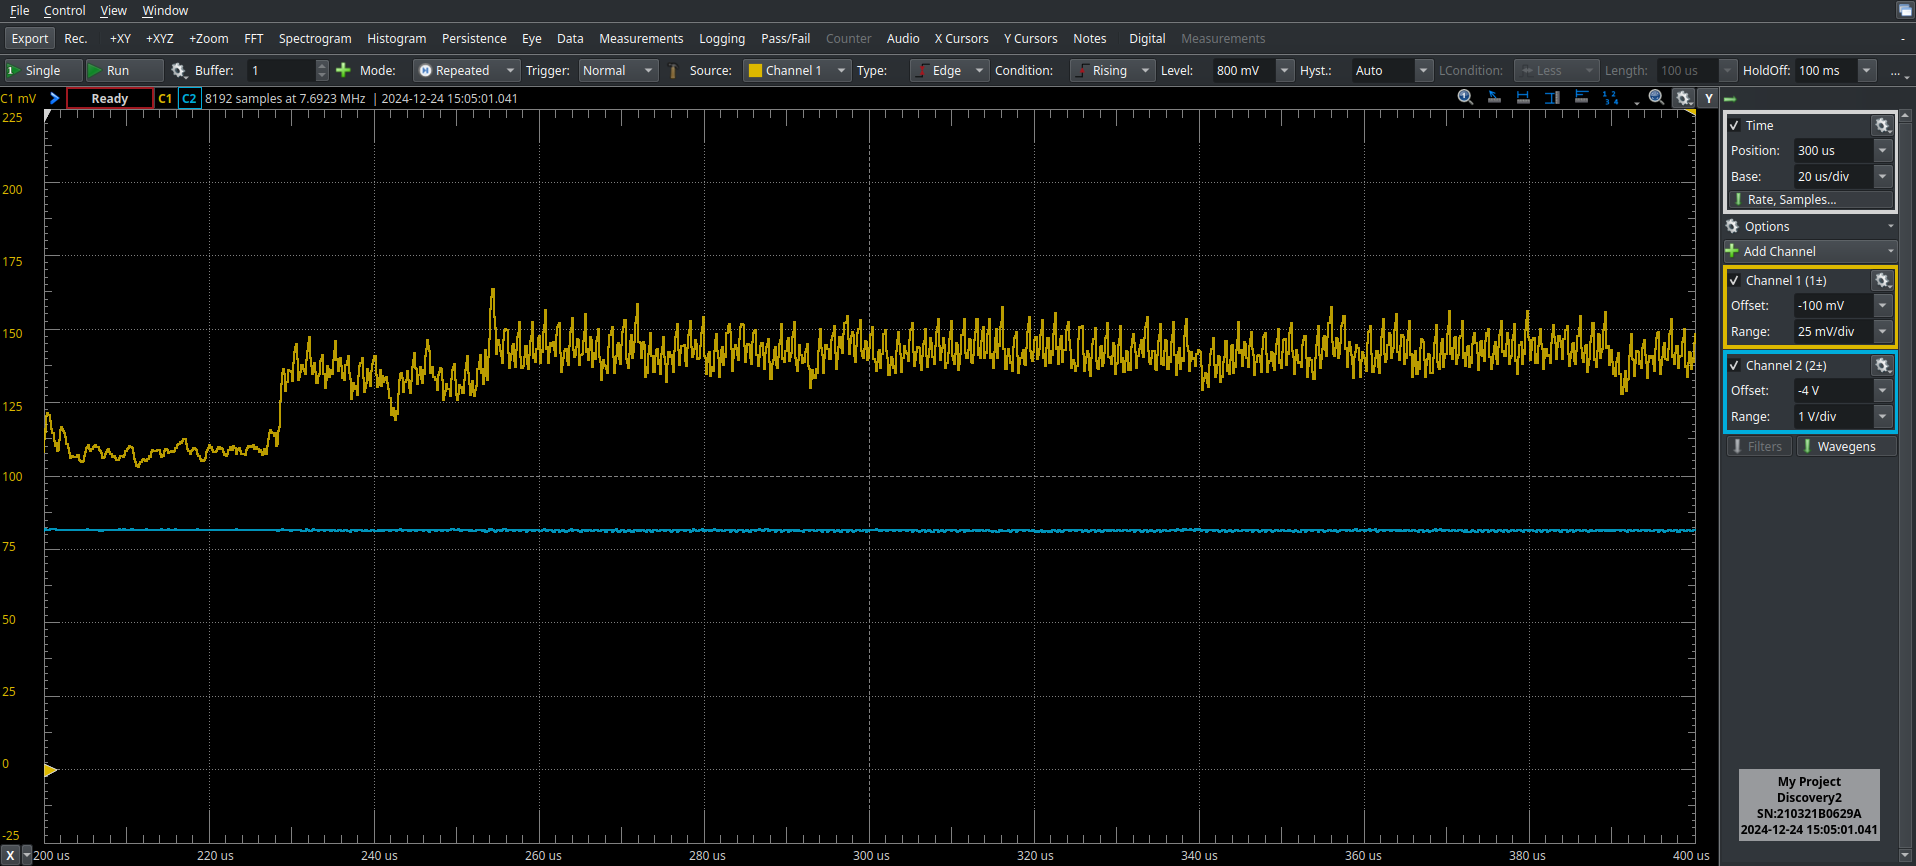 File Control View Window
Export Rec. +XY +XYZ +Zoom FFT Spectrogram Histogram Persistence Eye Data Measurements Logging Pass/Fail Counter Audio X Cursors Y Cursors Notes Digital Measurements -
1 Single Run Buffer: 1 Mode: Repeated Trigger: Normal Source: Channel 1 Type: Edge Condition: Rising Level: 800 mV Hyst.: Auto LCondition: Less Length: 100 us HoldOff: 100 ms ...
C1 mV Ready C1 C2 8192 samples at 7.6923 MHz | 2024-12-24 15:05:01.041 Y
225
200
175
150
125
100
75
50
25
0
-25
X 200 us 220 us 240 us 260 us 280 us 300 us 320 us 340 us 360 us 380 us 400 us
Time
Position: 300 us
Base: 20 us/div
Rate, Samples...
Options
Add Channel
Channel 1 (1±)
Offset: -100 mV
Range: 25 mV/div
Channel 2 (2±)
Offset: -4 V
Range: 1 V/div
Filters Wavegens
My Project
Discovery2
SN:210321B0629A
2024-12-24 15:05:01.041